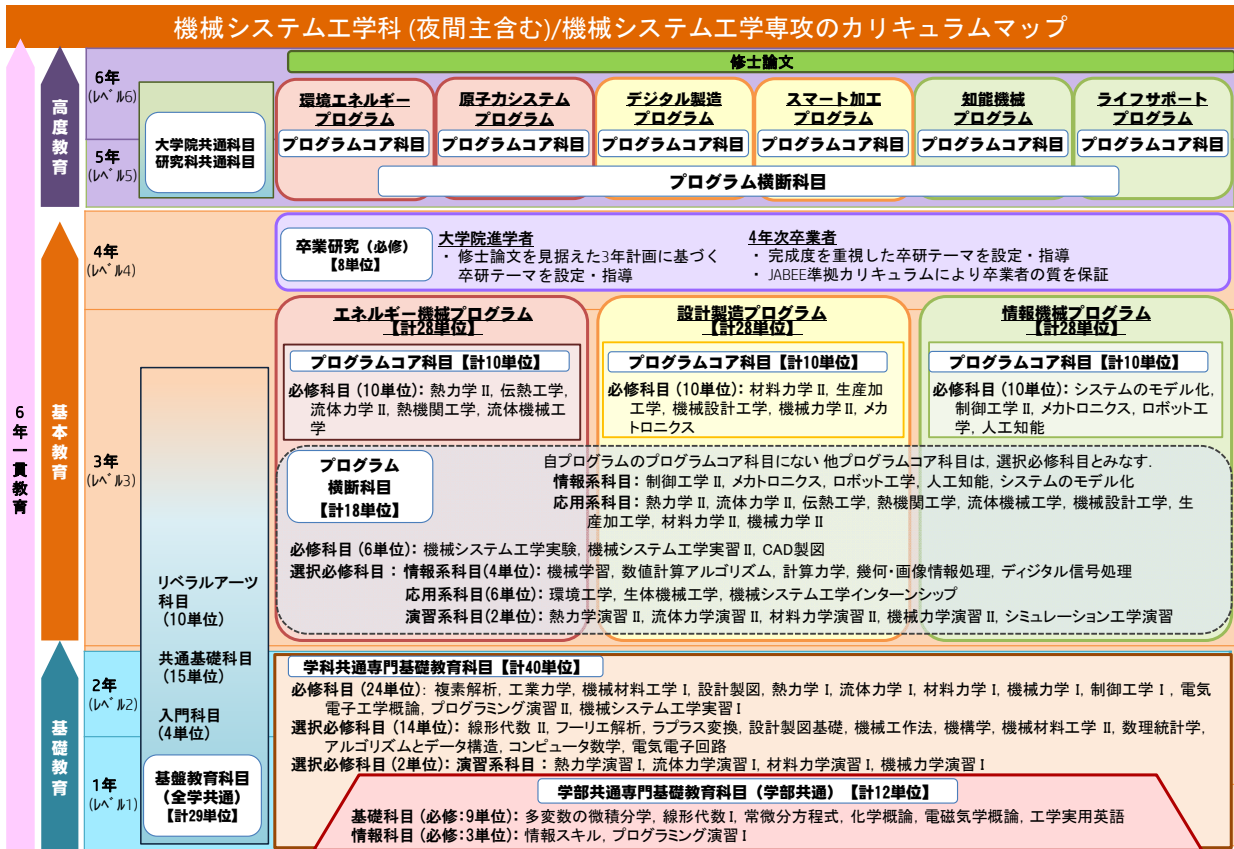 機械システム工学科 (夜間主含む)/機械システム工学専攻のカリキュラムマップ
6年一貫教育
高度教育
6年
(ﾚﾍﾞﾙ6)
5年
(ﾚﾍﾞﾙ5)
大学院共通科目
研究科共通科目
修士論文
環境エネルギー
プログラム
プログラムコア科目
原子力システム
プログラム
プログラムコア科目
デジタル製造
プログラム
プログラムコア科目
スマート加工
プログラム
プログラムコア科目
知能機械
プログラム
プログラムコア科目
ライフサポート
プログラム
プログラムコア科目
プログラム横断科目
基本教育
4年
(ﾚﾍﾞﾙ4)
卒業研究 (必修)
【8単位】
大学院進学者
・ 修士論文を見据えた3年計画に基づく
卒研テーマを設定・指導
4年次卒業者
・ 完成度を重視した卒研テーマを設定・指導
・ JABEE準拠カリキュラムにより卒業者の質を保証
3年
(ﾚﾍﾞﾙ3)
エネルギー機械プログラム
【計28単位】
プログラムコア科目【計10単位】
必修科目 (10単位): 熱力学 II, 伝熱工学,
流体力学 II, 熱機関工学, 流体機械工
学
設計製造プログラム
【計28単位】
プログラムコア科目【計10単位】
必修科目 (10単位): 材料力学 II, 生産加
工学, 機械設計工学, 機械力学 II, メカ
トロニクス
情報機械プログラム
【計28単位】
プログラムコア科目【計10単位】
必修科目 (10単位): システムのモデル化,
制御工学 II, メカトロニクス, ロボット工
学, 人工知能
プログラム
横断科目
【計18単位】
自プログラムのプログラムコア科目にない 他プログラムコア科目は, 選択必修科目とみなす.
情報系科目: 制御工学 II, メカトロニクス, ロボット工学, 人工知能, システムのモデル化
応用系科目: 熱力学 II, 流体力学 II, 伝熱工学, 熱機関工学, 流体機械工学, 機械設計工学, 生
産加工学, 材料力学 II, 機械力学 II
必修科目 (6単位): 機械システム工学実験, 機械システム工学実習 II, CAD製図
選択必修科目 : 情報系科目(4単位): 機械学習, 数値計算アルゴリズム, 計算力学, 幾何・画像情報処理, ディジタル信号処理
応用系科目(6単位): 環境工学, 生体機械工学, 機械システム工学インターンシップ
演習系科目(2単位): 熱力学演習 II, 流体力学演習 II, 材料力学演習 II, 機械力学演習 II, シミュレーション工学演習
リベラルアーツ
科目
(10単位)
共通基礎科目
(15単位)
入門科目
(4単位)
基盤教育科目
(全学共通)
【計29単位】
基礎教育
2年
(ﾚﾍﾞﾙ2)
1年
(ﾚﾍﾞﾙ1)
学科共通専門基礎教育科目【計40単位】
必修科目 (24単位): 複素解析, 工業力学, 機械材料工学 I, 設計製図, 熱力学 I, 流体力学 I, 材料力学 I, 機械力学 I, 制御工学 I , 電気
電子工学概論, プログラミング演習 II, 機械システム工学実習 I
選択必修科目 (14単位): 線形代数 II, フーリエ解析, ラプラス変換, 設計製図基礎, 機械工作法, 機構学, 機械材料工学 II, 数理統計学,
アルゴリズムとデータ構造, コンピュータ数学, 電気電子回路
選択必修科目 (2単位): 演習系科目 : 熱力学演習 I, 流体力学演習 I, 材料力学演習 I, 機械力学演習 I
学部共通専門基礎教育科目 (学部共通) 【計12単位】
基礎科目 (必修:9単位): 多変数の微積分学, 線形代数 I, 常微分方程式, 化学概論, 電磁気学概論, 工学実用英語
情報科目 (必修:3単位): 情報スキル, プログラミング演習 I